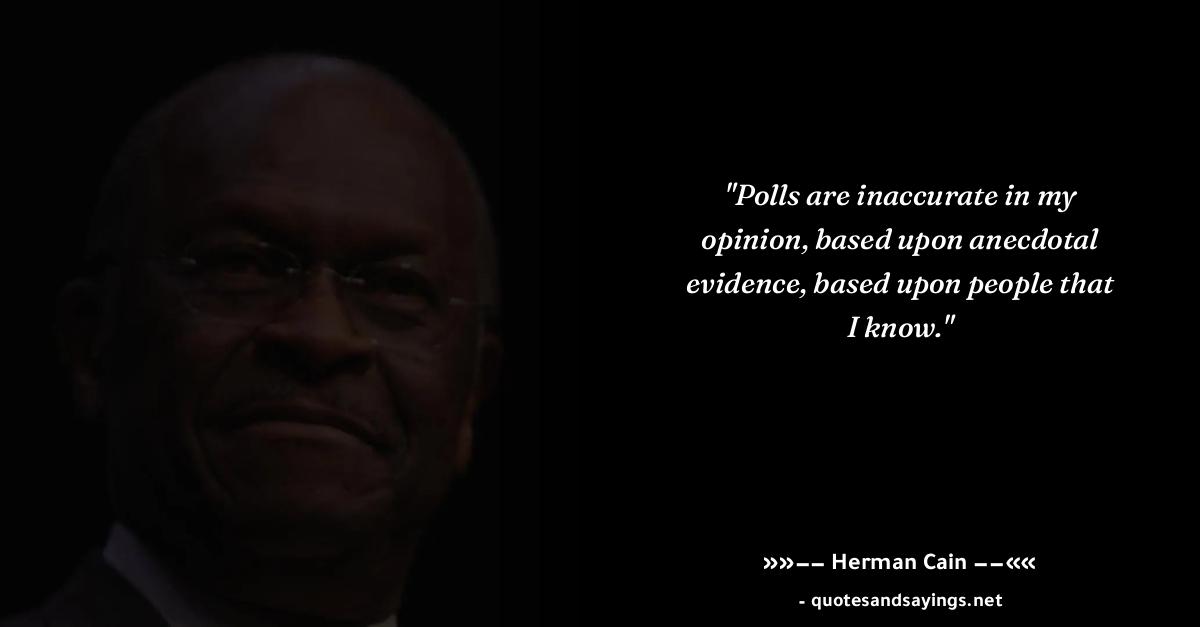 "Polls are inaccurate in my
opinion, based upon anecdotal
evidence, based upon people that
I know."
»»−− Herman Cain −−««
- quotesandsayings.net